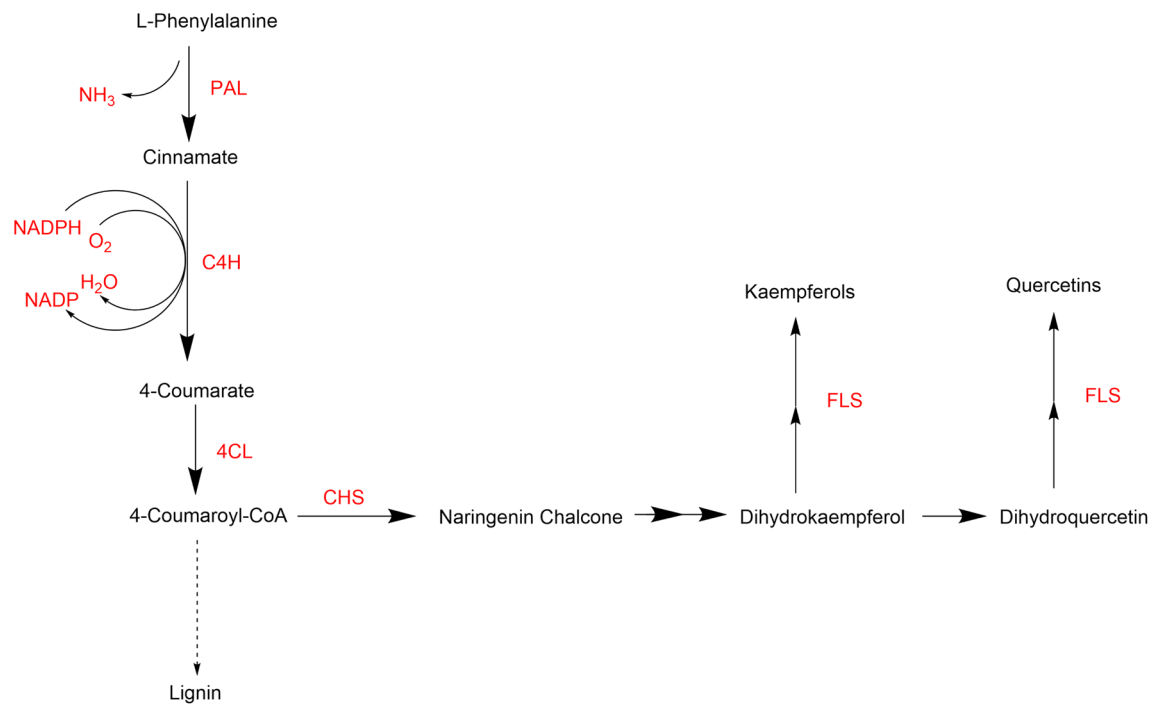 L-Phenylalanine
NH₃
PAL
Cinnamate
NADPH
O₂
C4H
H₂O
NADP
Kaempferols
Quercetins
4-Coumarate
FLS
FLS
4CL
CHS
4-Coumaroyl-CoA
Naringenin Chalcone
Dihydrokaempferol
Dihydroquercetin
Lignin